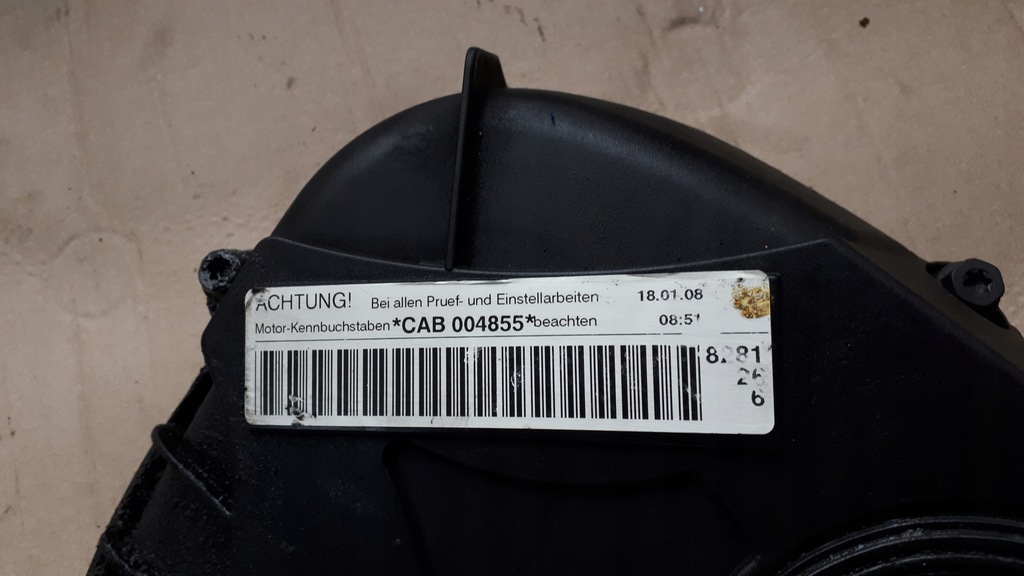 ACHTUNG! Bei allen Pruef- und Einstellarbeiten 18.01.08
Motor-Kennbuchstaben *CAB 004855* beachten
6